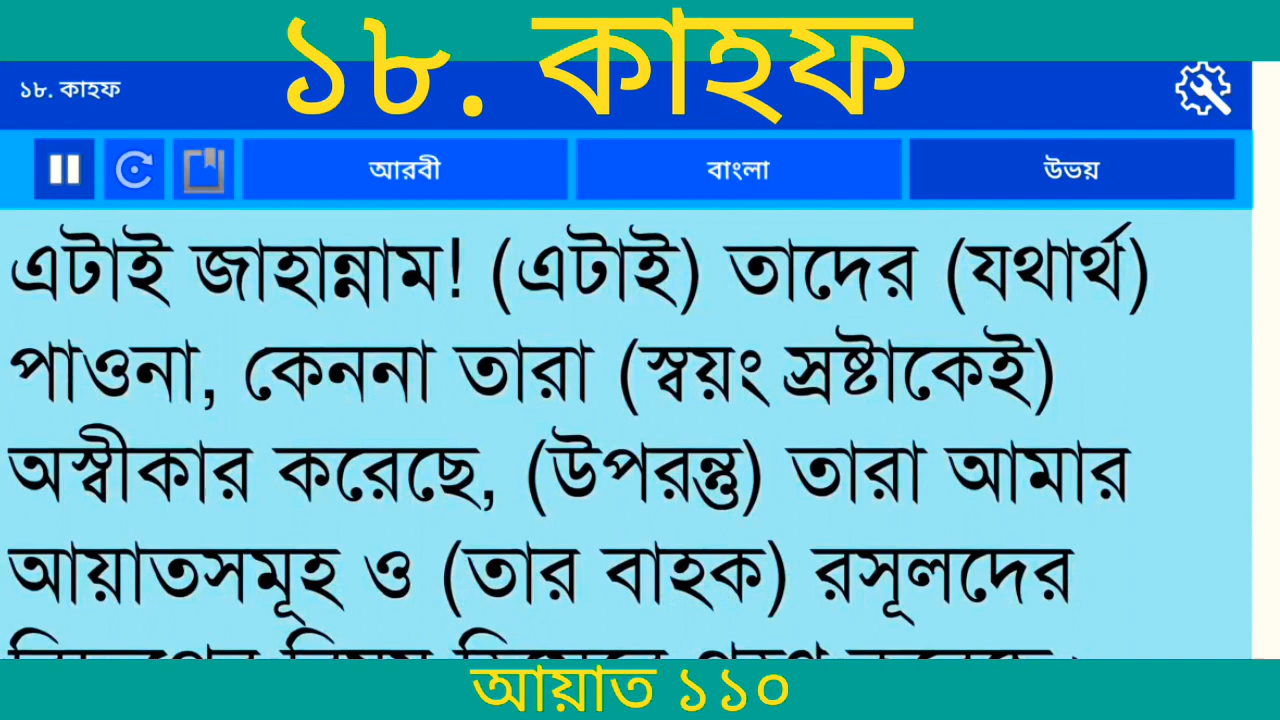 ১৮. কাহফ
১৮. কাহফ
আরবী বাংলা উভয়
এটাই জাহান্নাম! (এটাই) তাদের (যথার্থ)
পাওনা, কেননা তারা (স্বয়ং স্রষ্টাকেই)
অস্বীকার করেছে, (উপরন্তু) তারা আমার
আয়াতসমূহ ও (তার বাহক) রসূলদের
আয়াত ১১০